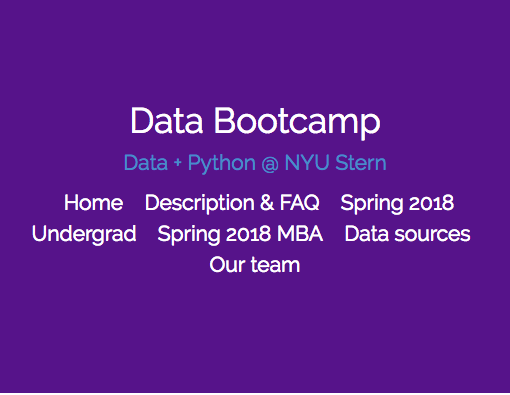 Data Bootcamp
Data + Python @ NYU Stern
Home Description & FAQ Spring 2018
Undergrad Spring 2018 MBA Data sources
Our team